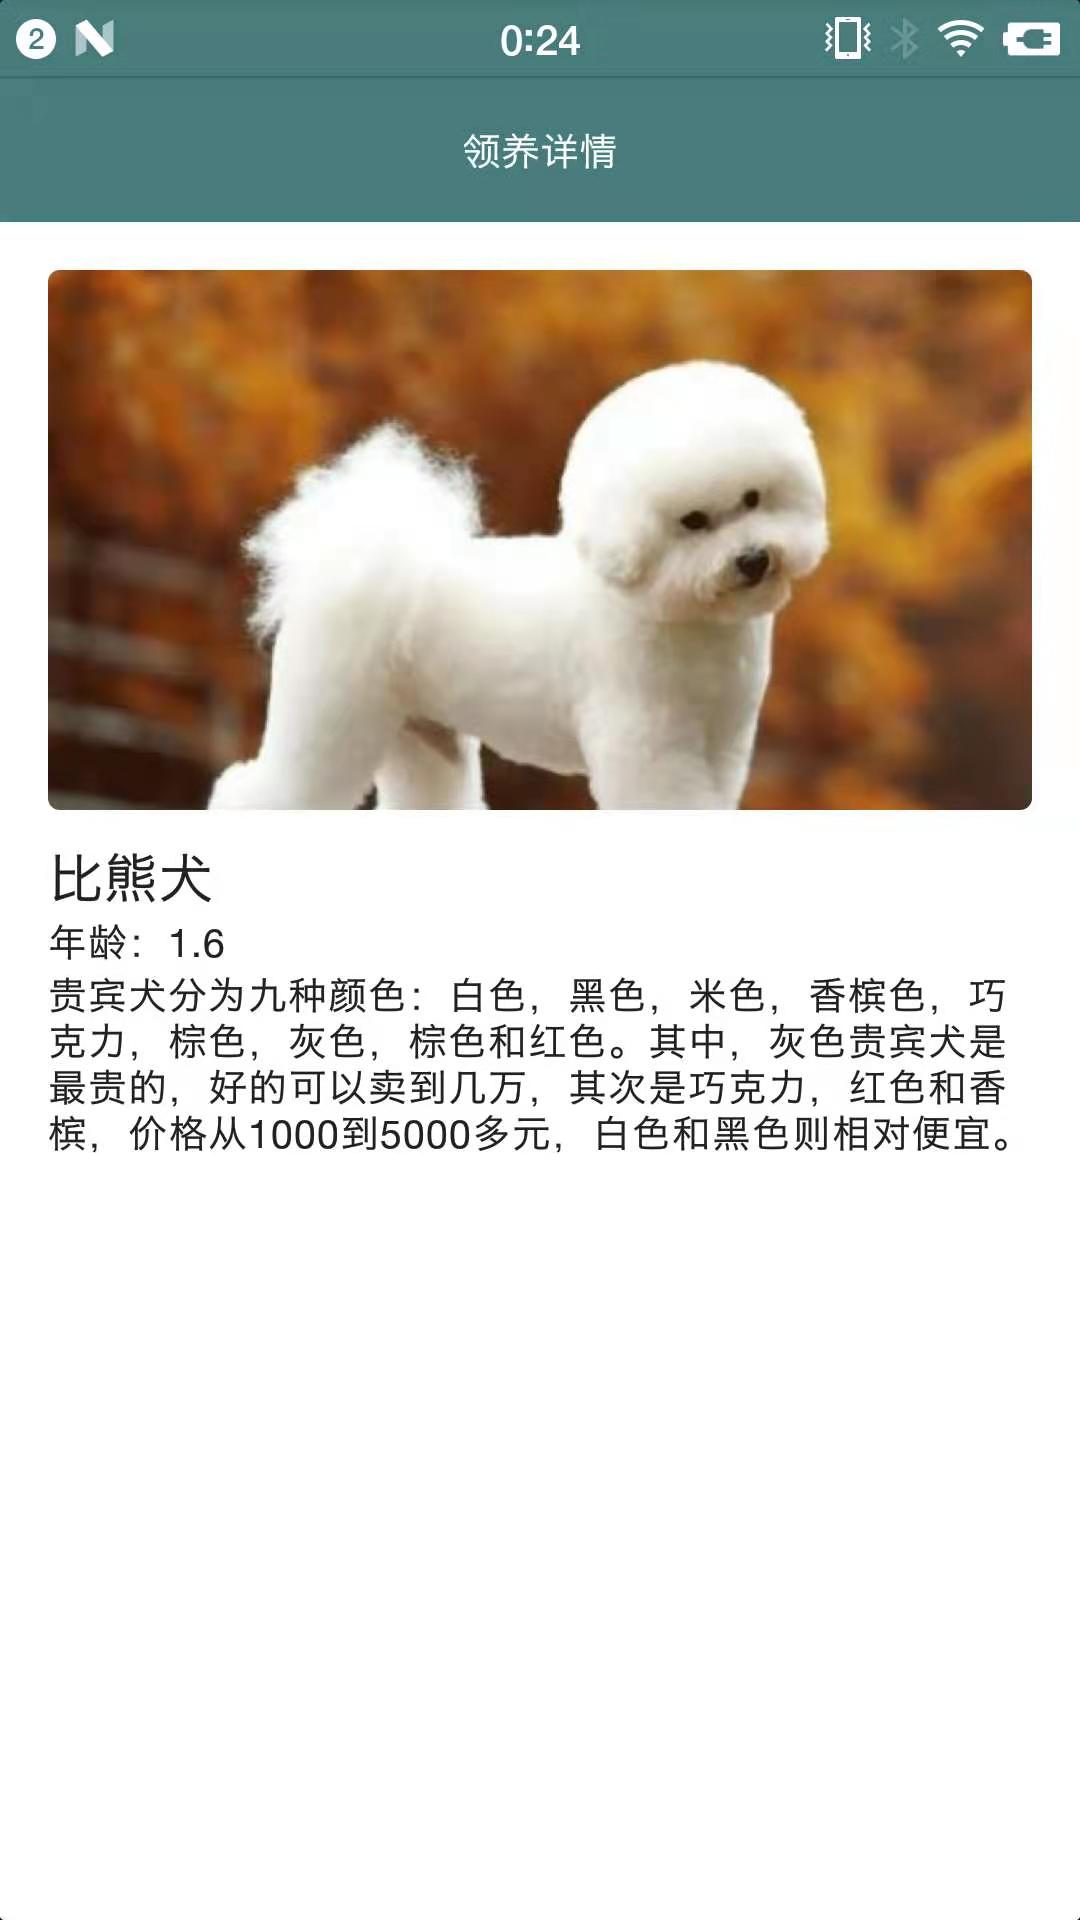 2
0:24
领养详情
比熊犬
年龄：1.6
贵宾犬分为九种颜色：白色，黑色，米色，香槟色，巧
克力，棕色，灰色，棕色和红色。其中，灰色贵宾犬是
最贵的，好的可以卖到几万，其次是巧克力，红色和香
槟，价格从1000到5000多元，白色和黑色则相对便宜。